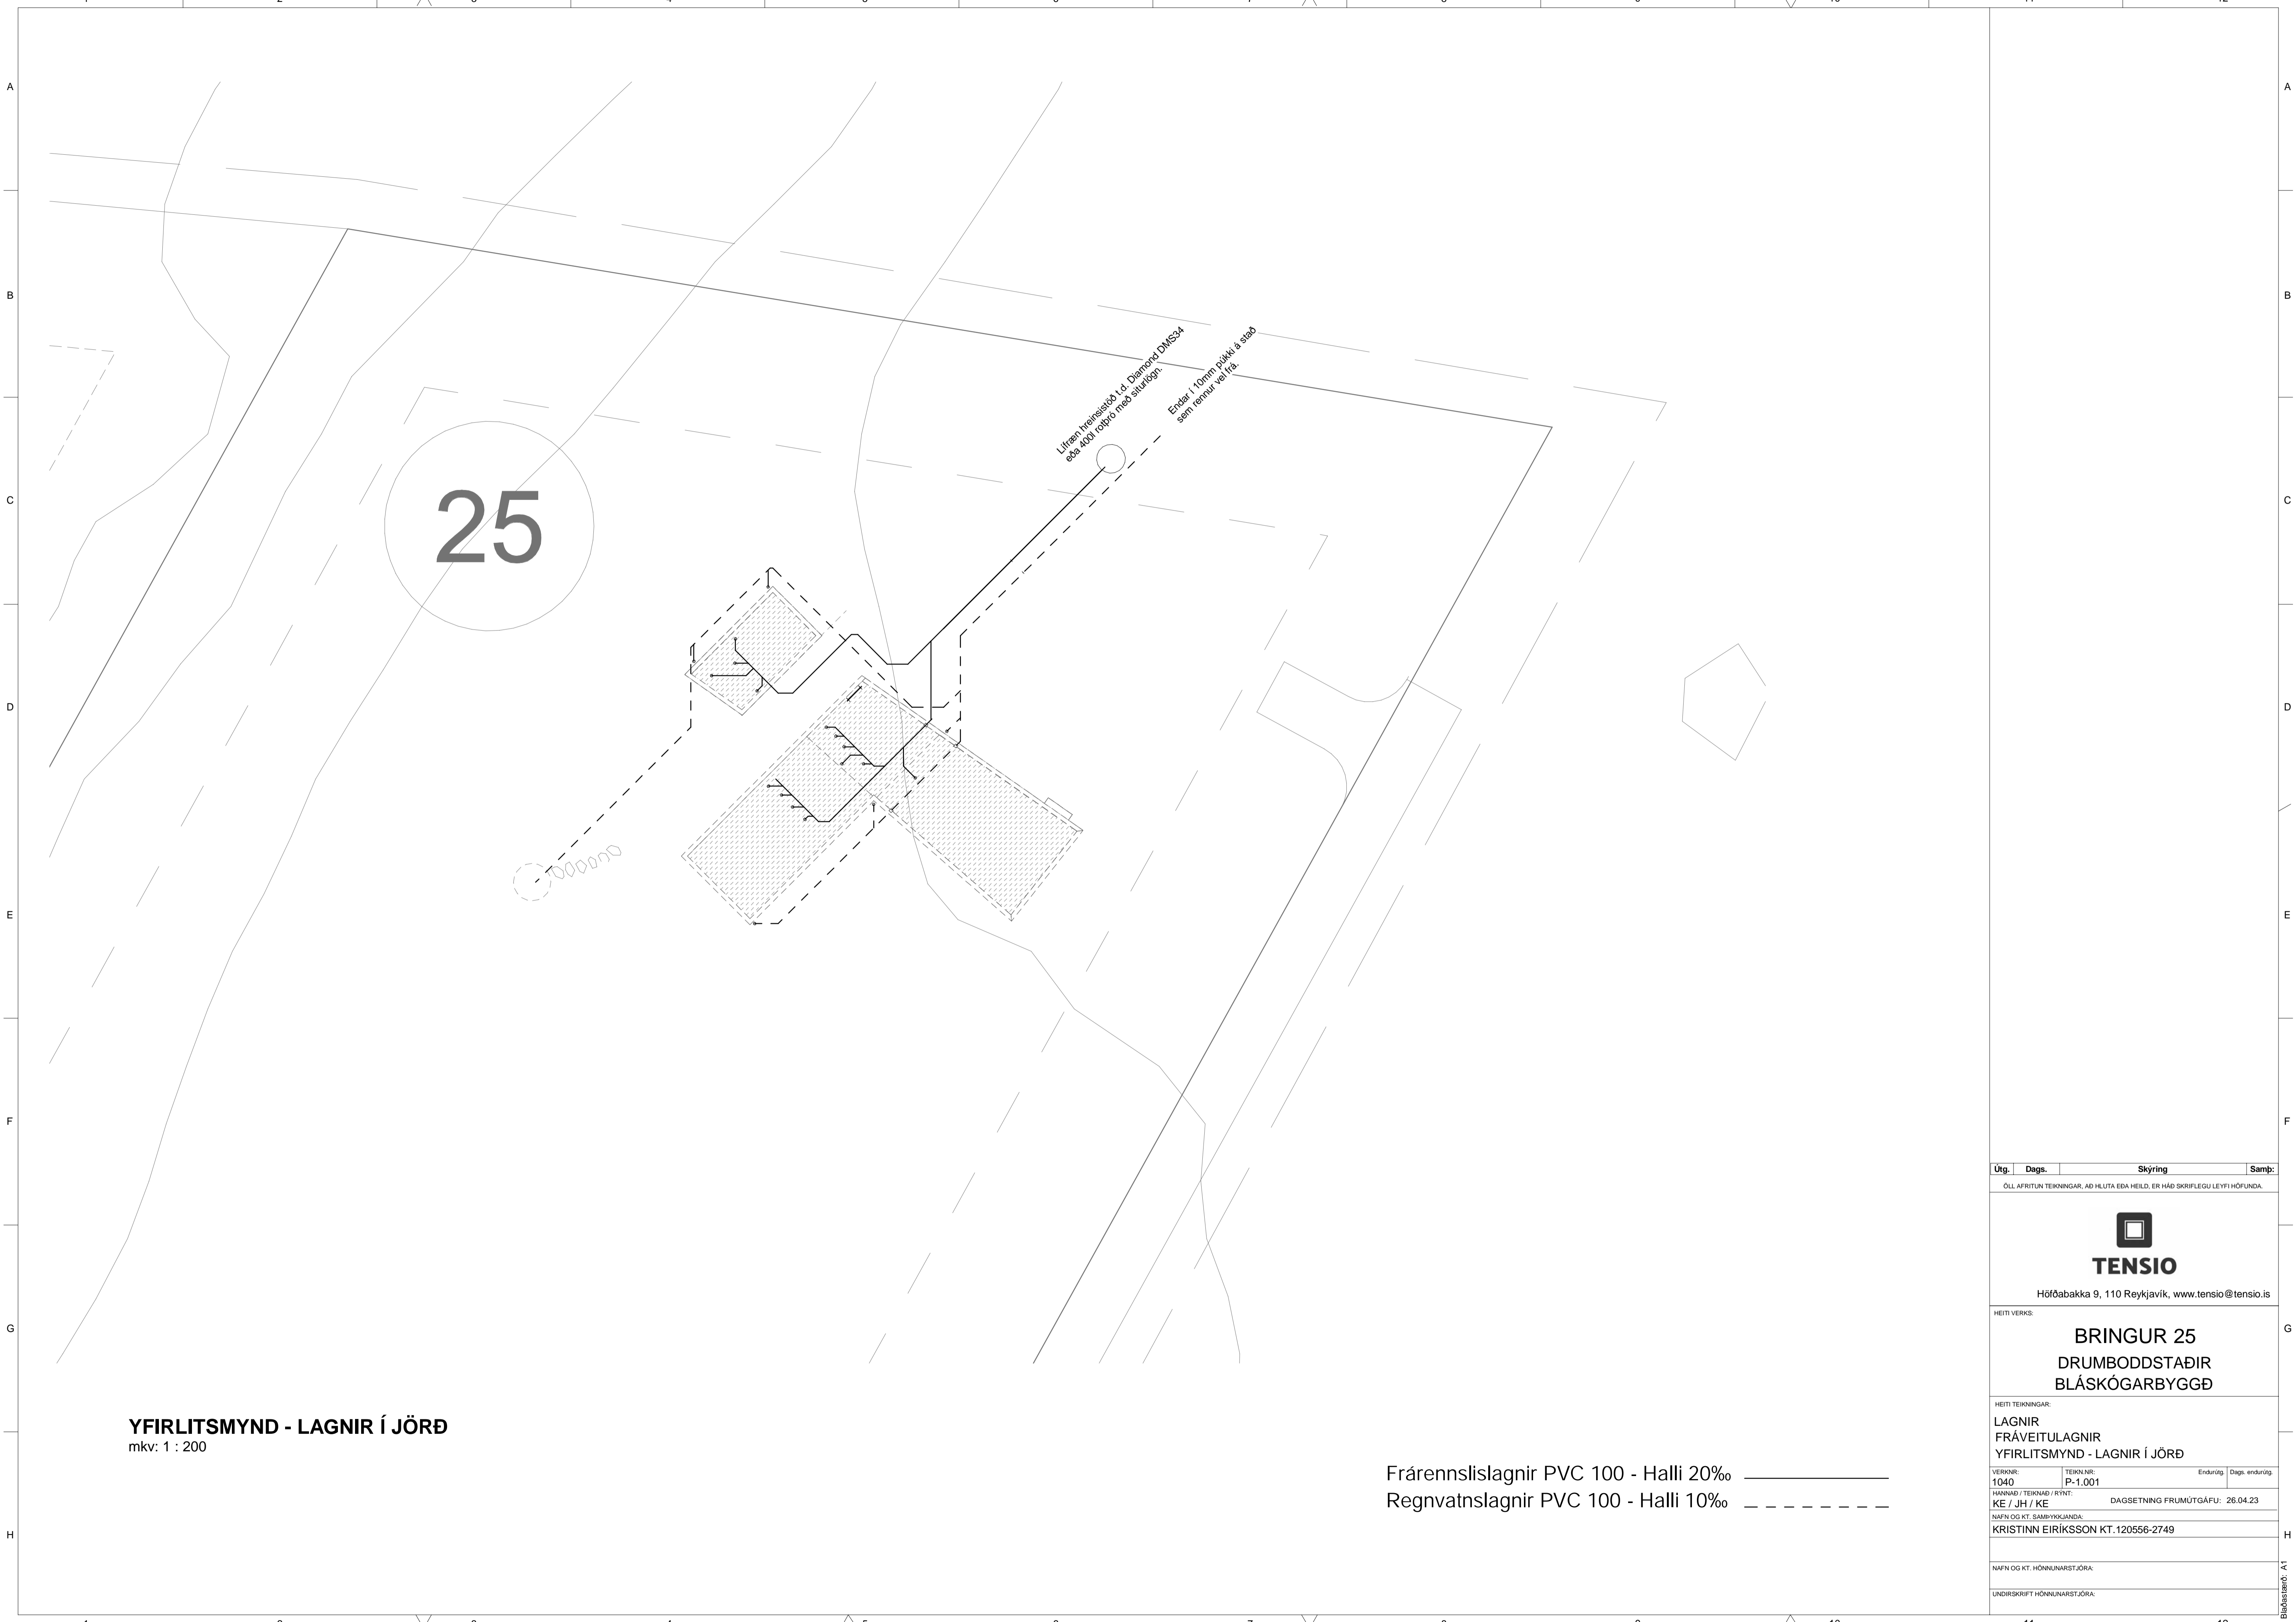 A
A
B
B
Lífræn hreinsistöð t.d. Diamond DMS34
eða 400l rotþró með siturlögn.
Endar í 10mm púkki á stað
sem rennur vel frá.
C
C
25
D
D
E
E
F
F
Útg. Dags. Skýring Samþ:
ÖLL AFRITUN TEIKNINGAR, AÐ HLUTA EÐA HEILD, ER HÁÐ SKRIFLEGU LEYFI HÖFUNDA.
TENSIO
Höfðabakka 9, 110 Reykjavík, www.tensio@tensio.is
G
G
HEITI VERKS:
BRINGUR 25
DRUMBODDSTAÐIR
BLÁSKÓGARBYGGÐ
HEITI TEIKNINGAR:
LAGNIR
FRÁVEITULAGNIR
YFIRLITSMYND - LAGNIR Í JÖRÐ
YFIRLITSMYND - LAGNIR Í JÖRÐ
mkv: 1 : 200
Frárennslislagnir PVC 100 - Halli 20‰
Regnvatnslagnir PVC 100 - Halli 10‰
VERKNR: TEIKN.NR: Endurútg. Dags. endurútg.
1040 P-1.001
HANNAÐ / TEIKNAÐ / RÝNT:
KE / JH / KE DAGSETNING FRUMÚTGÁFU: 26.04.23
NAFN OG KT. SAMÞYKKJANDA:
KRISTINN EIRÍKSSON KT.120556-2749
H
H
NAFN OG KT. HÖNNUNARSTJÓRA:
UNDIRSKRIFT HÖNNUNARSTJÓRA:
Blaðastærð: A1